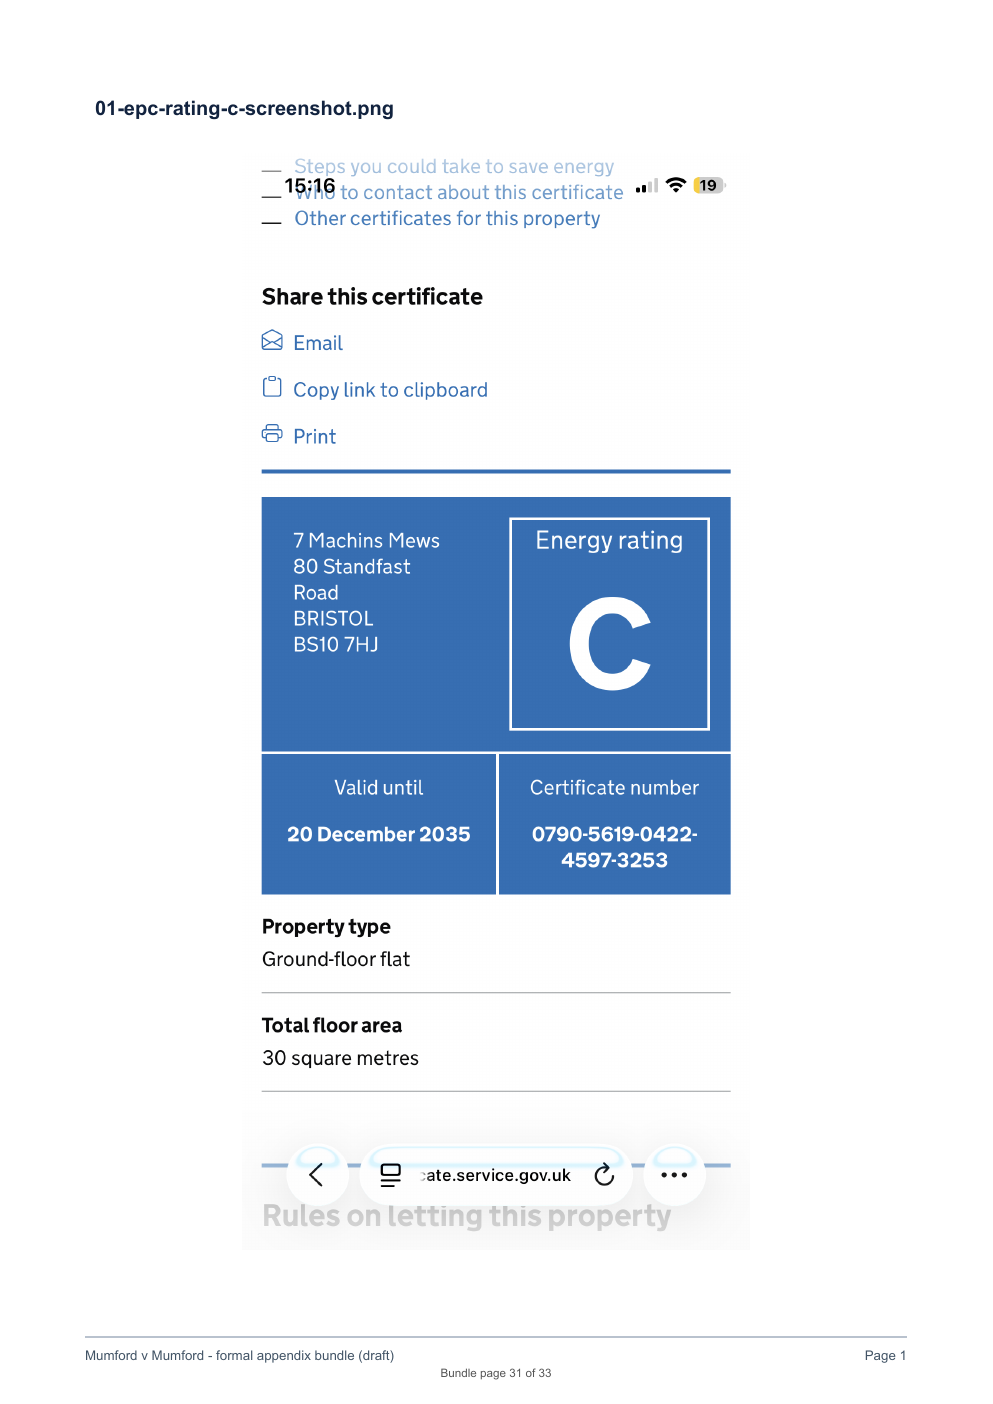 01-epc-rating-c-screenshot.png
Steps you could take to save energy
15:16
Who to contact about this certificate
19
Other certificates for this property
Share this certificate
Email
Copy link to clipboard
Print
7 Machins Mews
80 Standfast
Road
BRISTOL
BS10 7HJ
Energy rating
C
Valid until
20 December 2035
Certificate number
0790-5619-0422-
4597-3253
Property type
Ground-floor flat
Total floor area
30 square metres
cate.service.gov.uk
Rules on letting this property
Mumford v Mumford - formal appendix bundle (draft)
Page 1
Bundle page 31 of 33